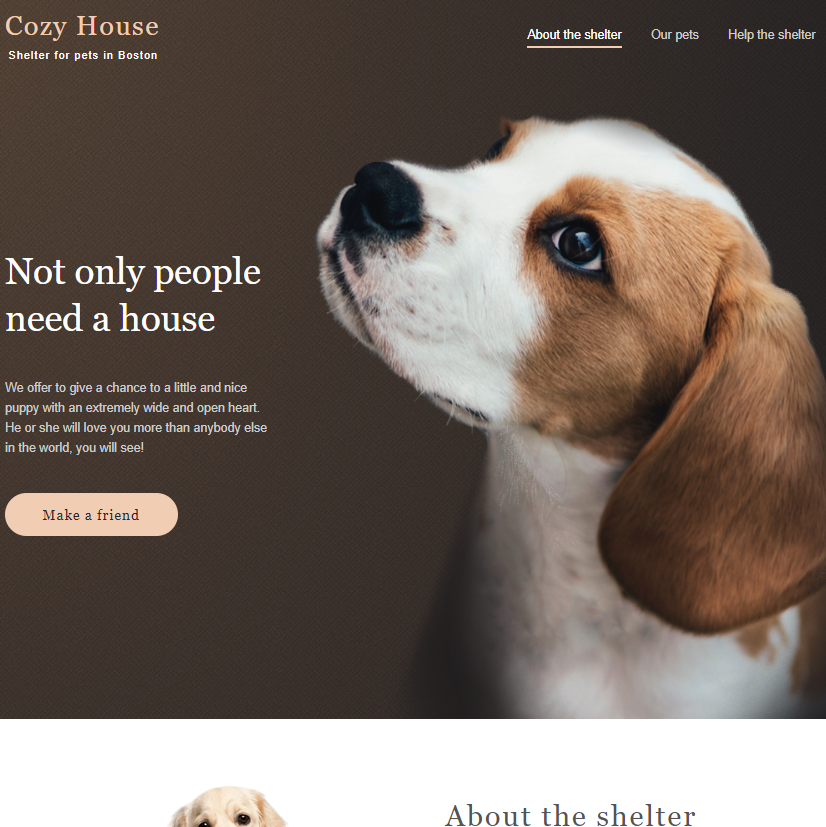 Cozy House
Shelter for pets in Boston
About the shelter
Our pets
Help the shelter
Not only people
need a house
We offer to give a chance to a little and nice
puppy with an extremely wide and open heart.
He or she will love you more than anybody else
in the world, you will see!
Make a friend
About the shelter